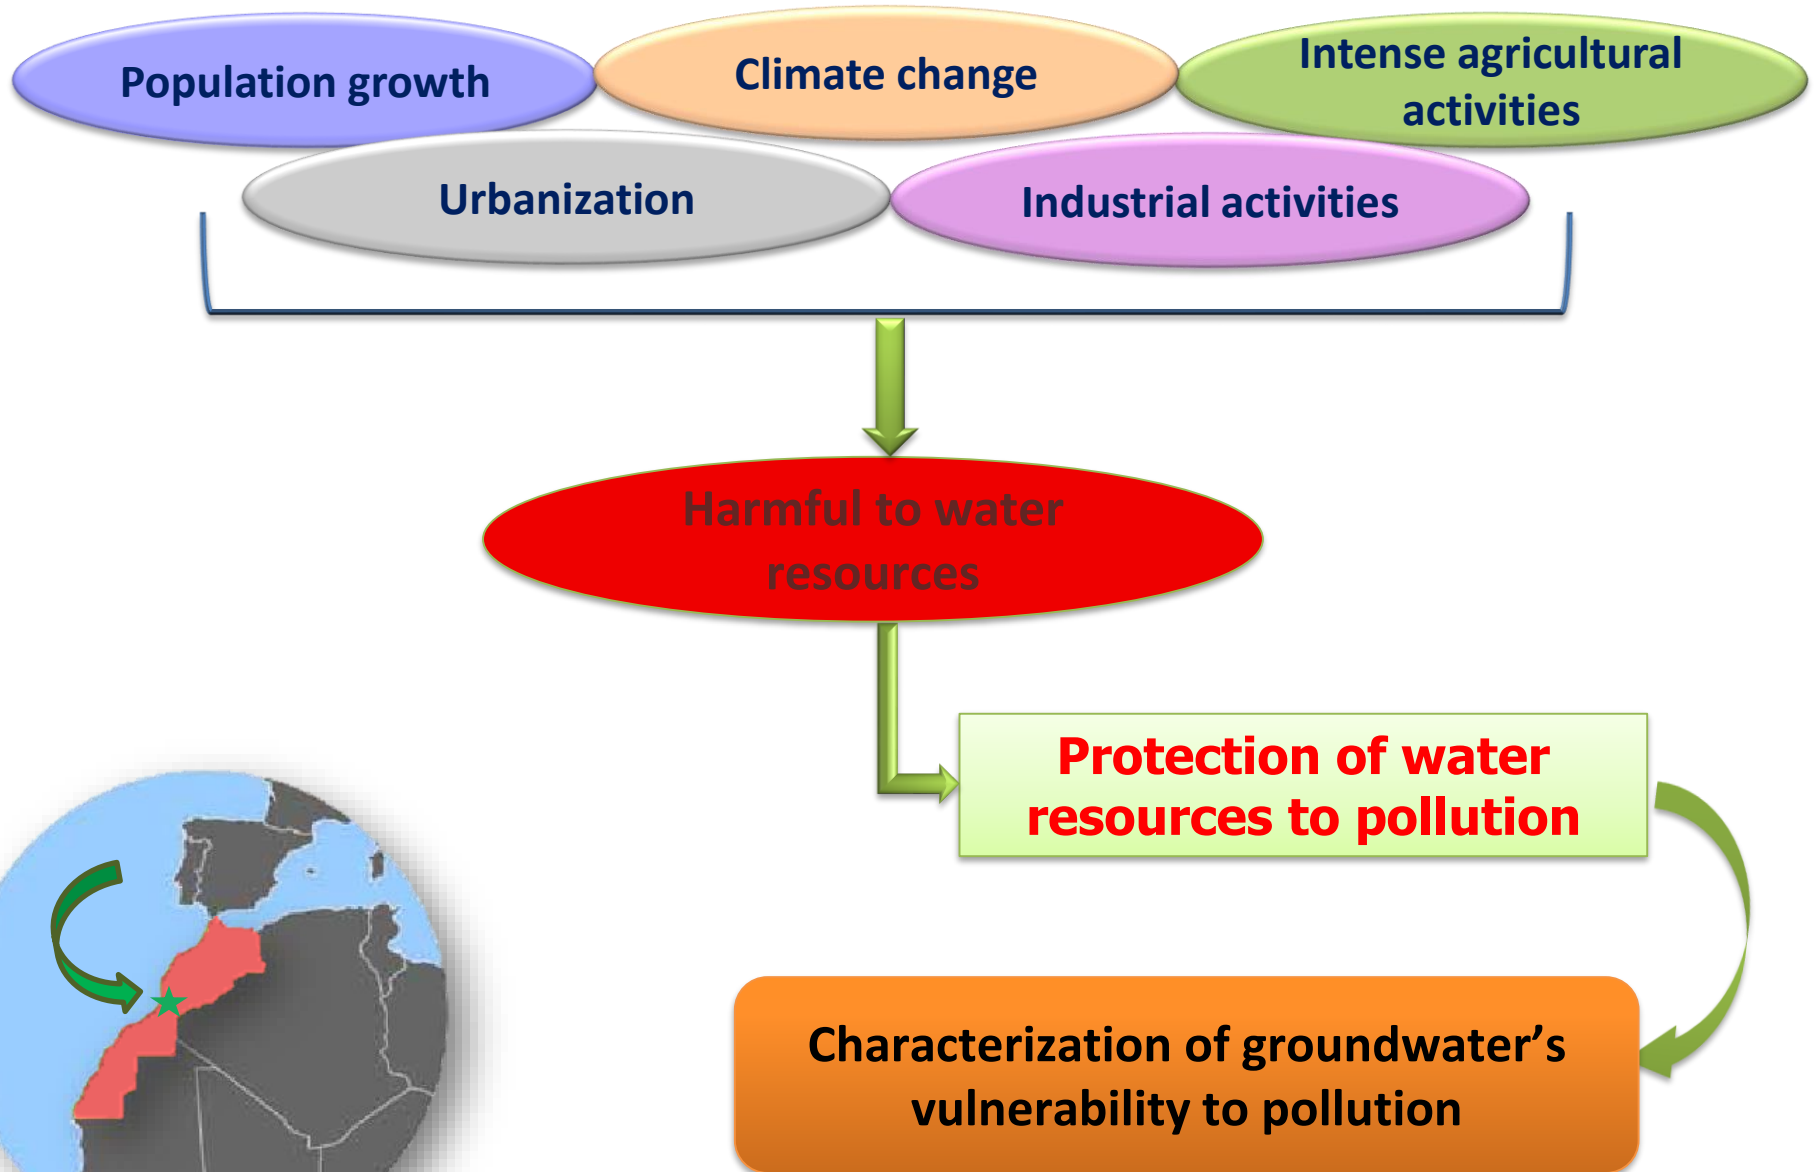 Population growth
Climate change
Intense agricultural
activities
Urbanization
Industrial activities
Harmful to water
resources
Protection of water
resources to pollution
Characterization of groundwater’s
vulnerability to pollution